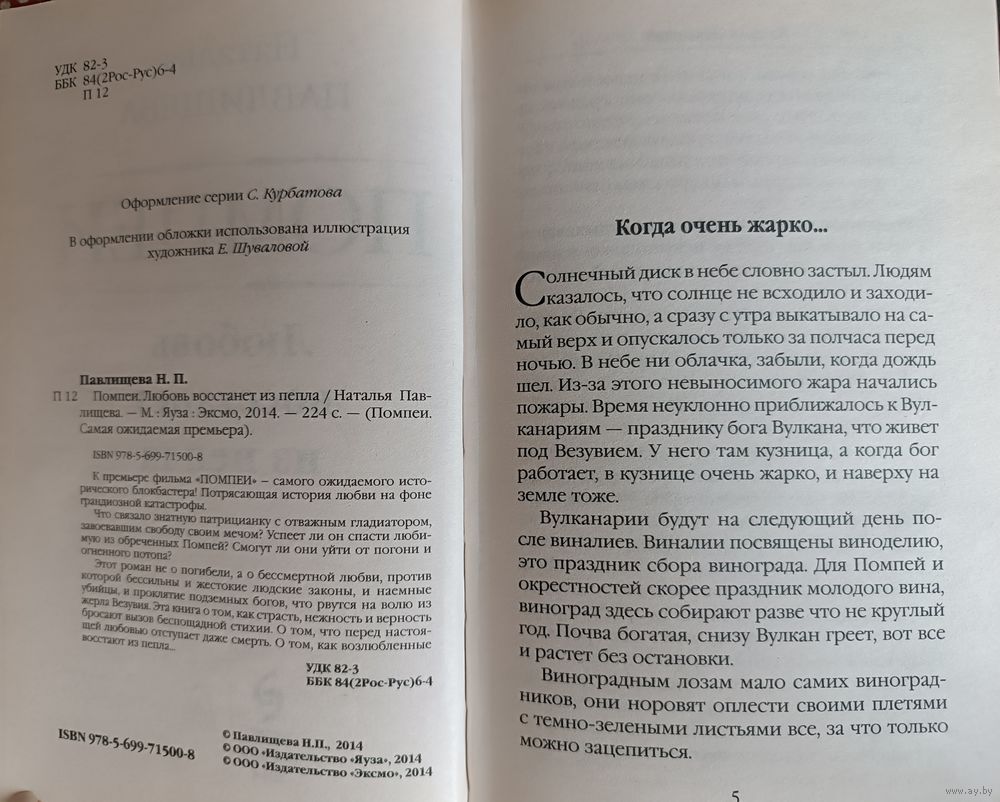 УДК 82-3
ББК 84(2Рос-Рус)6-4
П 12
Оформление серии С. Курбатова
В оформлении обложки использована иллюстрация
художника Е. Шуваловой
Павлищева Н. П.
П 12 Помпеи. Любовь восстанет из пепла / Наталья Пав-
лищева. — М. : Яуза : Эксмо, 2014. — 224 с. — (Помпеи.
Самая ожидаемая премьера).
ISBN 978-5-699-71500-8
К премьере фильма «ПОМПЕИ» – самого ожидаемого исто-
рического блокбастера! Потрясающая история любви на фоне
грандиозной катастрофы.
Что связало знатную патрицианку с отважным гладиатором,
завоевавшим свободу своим мечом? Успеет ли он спасти люби-
мую из обреченных Помпей? Смогут ли они уйти от погони и
огненного потопа?
Этот роман не о погибели, а о бессмертной любви, против
которой бессильны и жестокие людские законы, и наемные
убийцы, и проклятие подземных богов, что рвутся на волю из
жерла Везувия. Эта книга о том, как страсть, нежность и верность
бросают вызов беспощадной стихии. О том, что перед настоя-
щей любовью отступает даже смерть. О том, как возлюбленные
восстают из пепла...
УДК 82-3
ББК 84(2Рос-Рус)6-4
ISBN 978-5-699-71500-8
© Павлищева Н.П., 2014
© ООО «Издательство «Яуза», 2014
© ООО «Издательство «Эксмо», 2014
Когда очень жарко...
Солнечный диск в небе словно застыл. Людям
казалось, что солнце не всходило и заходи-
ло, как обычно, а сразу с утра выкатывало на са-
мый верх и опускалось только за полчаса перед
ночью. В небе ни облачка, забыли, когда дождь
шел. Из-за этого невыносимого жара начались
пожары. Время неуклонно приближалось к Вул-
канариям — празднику бога Вулкана, что живет
под Везувием. У него там кузница, а когда бог
работает, в кузнице очень жарко, и наверху на
земле тоже.
Вулканарии будут на следующий день по-
сле виналиев. Виналии посвящены виноделию,
это праздник сбора винограда. Для Помпеи и
окрестностей скорее праздник молодого вина,
виноград здесь собирают разве что не круглый
год. Почва богатая, снизу Вулкан греет, вот все
и растет без остановки.
Виноградным лозам мало самих виноград-
ников, они норовят оплести своими плетями
с темно-зелеными листьями все, за что только
можно зацепиться.
5
www.ay.by